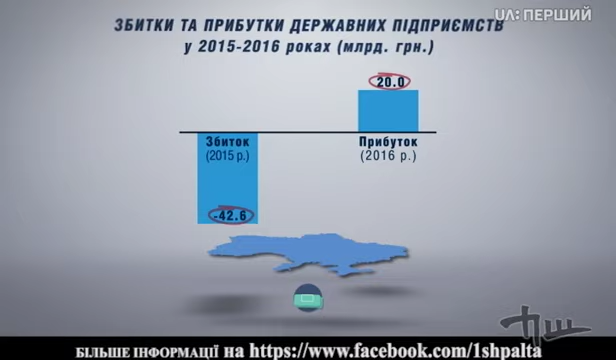 UA: ПЕРШИЙ
ЗБИТКИ ТА ПРИБУТКИ ДЕРЖАВНИХ ПІДПРИЄМСТВ
у 2015-2016 роках (млрд. грн.)
20.0
Збиток
(2015 р.)
Прибуток
(2016 р.)
-42.6
БІЛЬШЕ ІНФОРМАЦІЇ на https://www.facebook.com/1shpalta